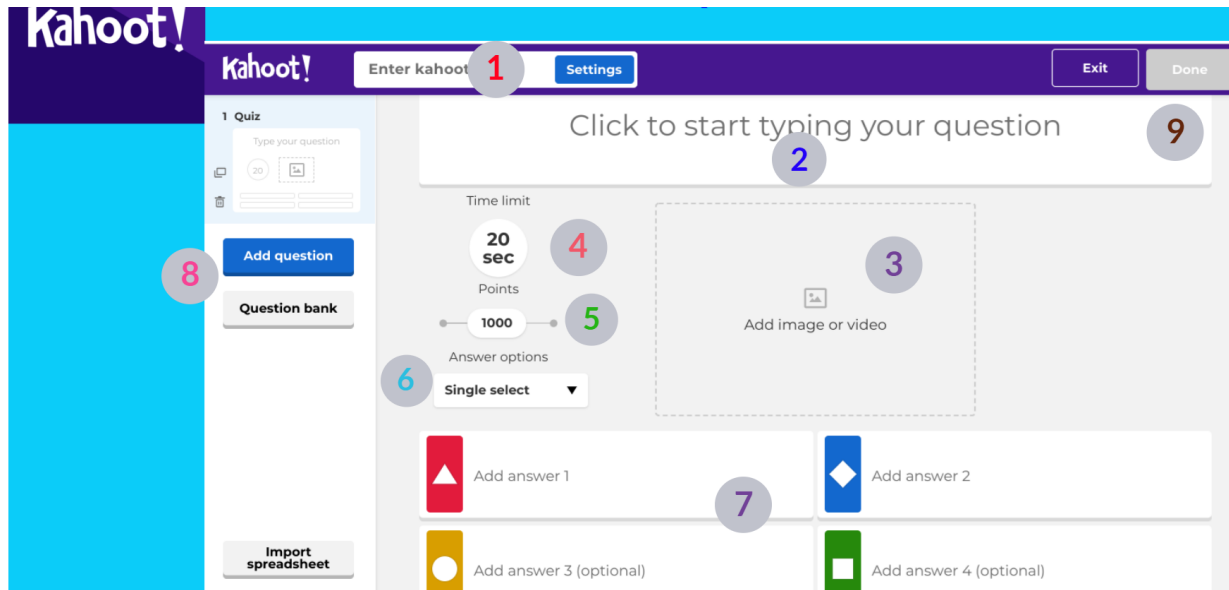 Kahoot!
Kahoot! Enter kahoot 1 Settings Exit Done
1 Quiz
Type your question
20
Click to start typing your question
2
9
Time limit
20
sec
4
Points
1000
5
Answer options
6
Single select
3
Add image or video
8
Add question
Question bank
Import
spreadsheet
Add answer 1
Add answer 2
7
Add answer 3 (optional)
Add answer 4 (optional)